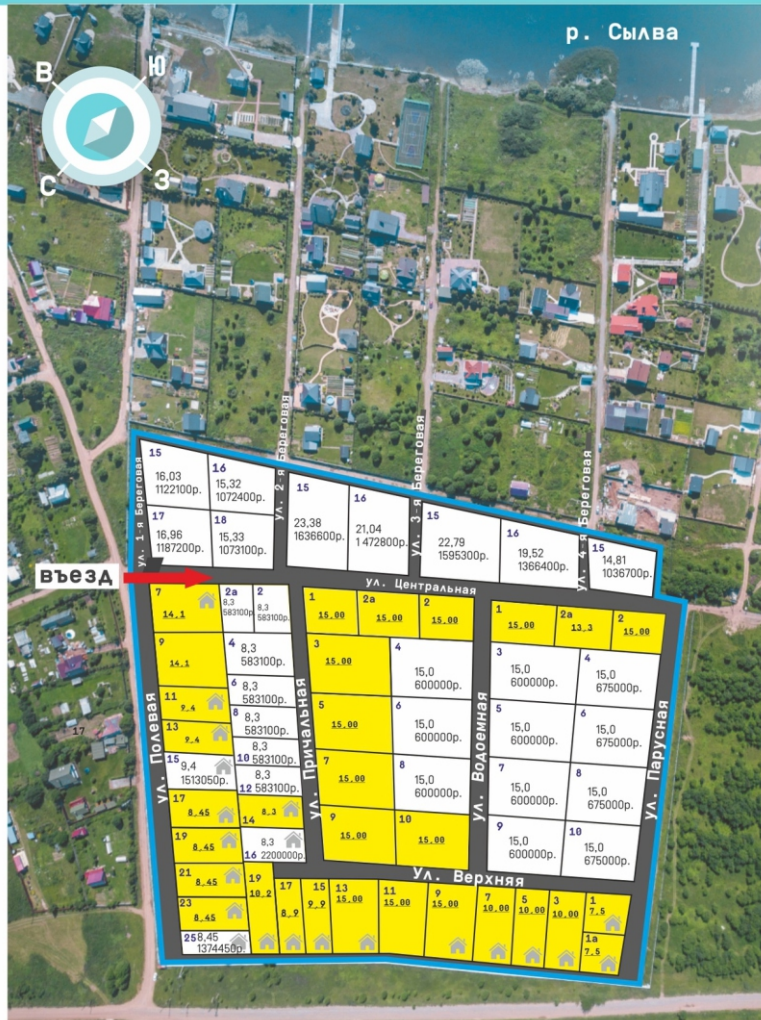 р. Сылва
В
Ю
С
З
ул. 1-я Береговая
ул. 2-я Береговая
ул. 3-я Береговая
ул. 4-я Береговая
15
16,03
1122100р.
16
15,32
1072400р.
17
16,96
1187200р.
18
15,33
1073100р.
15
23,38
1636600р.
16
21,04
1 472800р.
15
22,79
1595300р.
16
19,52
1366400р.
15
14,81
1036700р.
въезд
ул. Центральная
7
14,1
2а
8,3
583100р.
2
8,3
583100р.
9
14,1
4
8,3
583100р.
11
9,4
6
8,3
583100р.
13
9,4
8
8,3
583100р.
15
9,4
1513050р.
10
8,3
583100р.
12
8,3
583100р.
17
8,45
14
8,3
19
8,45
16
8,3
2200000р.
21
8,45
23
8,45
25
8,45
1374450р.
ул. Полевая
ул. Причальная
1
15,00
2а
15,00
2
15,00
3
15,00
4
15,0
600000р.
5
15,00
6
15,0
600000р.
7
15,00
8
15,0
600000р.
9
15,00
10
15,00
ул. Водоемная
1
15,00
2а
13,3
2
15,00
3
15,0
600000р.
4
15,0
675000р.
5
15,0
600000р.
6
15,0
675000р.
7
15,0
600000р.
8
15,0
675000р.
9
15,0
600000р.
10
15,0
675000р.
ул. Парусная
Ул. Верхняя
19
10,2
17
8,9
15
9,9
13
15,00
11
15,00
9
15,00
7
10,00
5
10,00
3
10,00
1
7,5
1а
7,5
17